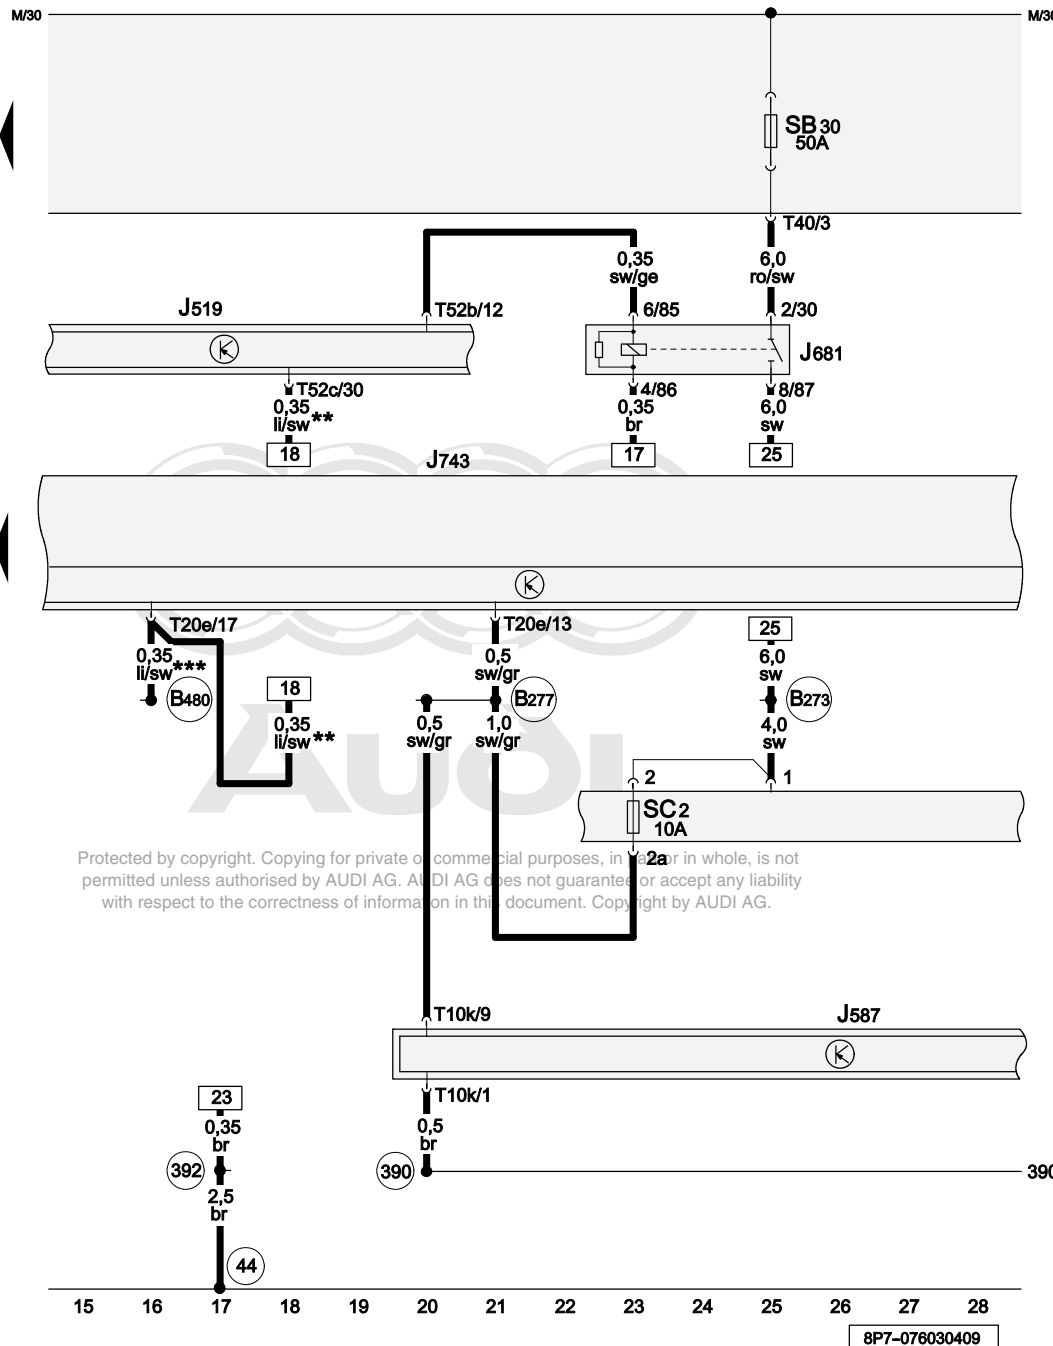 M/30
M/30
SB30
50A
T40/3
0,35
sw/ge
6,0
ro/sw
J519
T52b/12
6/85
2/30
J681
T52c/30
4/86
8/87
0,35
li/sw**
0,35
br
6,0
sw
18
17
25
J743
T20e/17
T20e/13
25
0,35
li/sw***
0,5
sw/gr
6,0
sw
B480
18
B277
B273
0,35
li/sw**
0,5
sw/gr
1,0
sw/gr
4,0
sw
AUDI
2
1
SC2
10A
2a
Protected by copyright. Copying for private or commercial purposes, in part or in whole, is not
permitted unless authorised by AUDI AG. AUDI AG does not guarantee or accept any liability
with respect to the correctness of information in this document. Copyright by AUDI AG.
T10k/9
J587
T10k/1
23
0,35
br
0,5
br
392
390
390
2,5
br
44
15 16 17 18 19 20 21 22 23 24 25 26 27 28
8P7-076030409